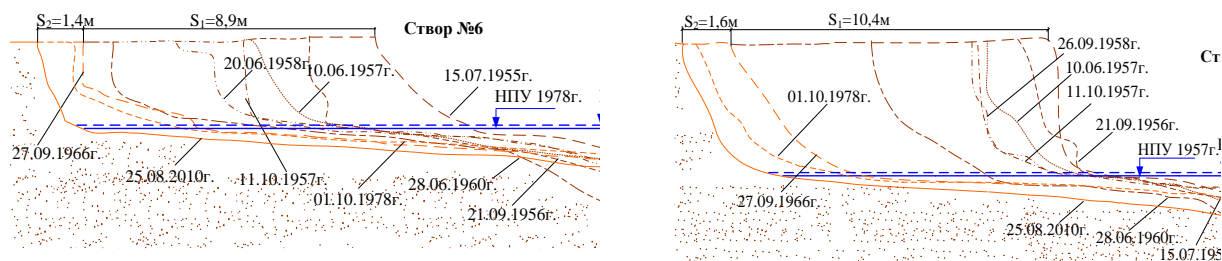 S₂=1,4м
S₁=8,9м
Створ №6
20.06.1958г.
10.06.1957г.
15.07.1955г.
НПУ 1978г.
27.09.1966г.
25.08.2010г.
11.10.1957г.
01.10.1978г.
28.06.1960г.
21.09.1956г.
S₂=1,6м
S₁=10,4м
26.09.1958г.
10.06.1957г.
11.10.1957г.
01.10.1978г.
21.09.1956г.
НПУ 1957г.
27.09.1966г.
25.08.2010г.
28.06.1960г.